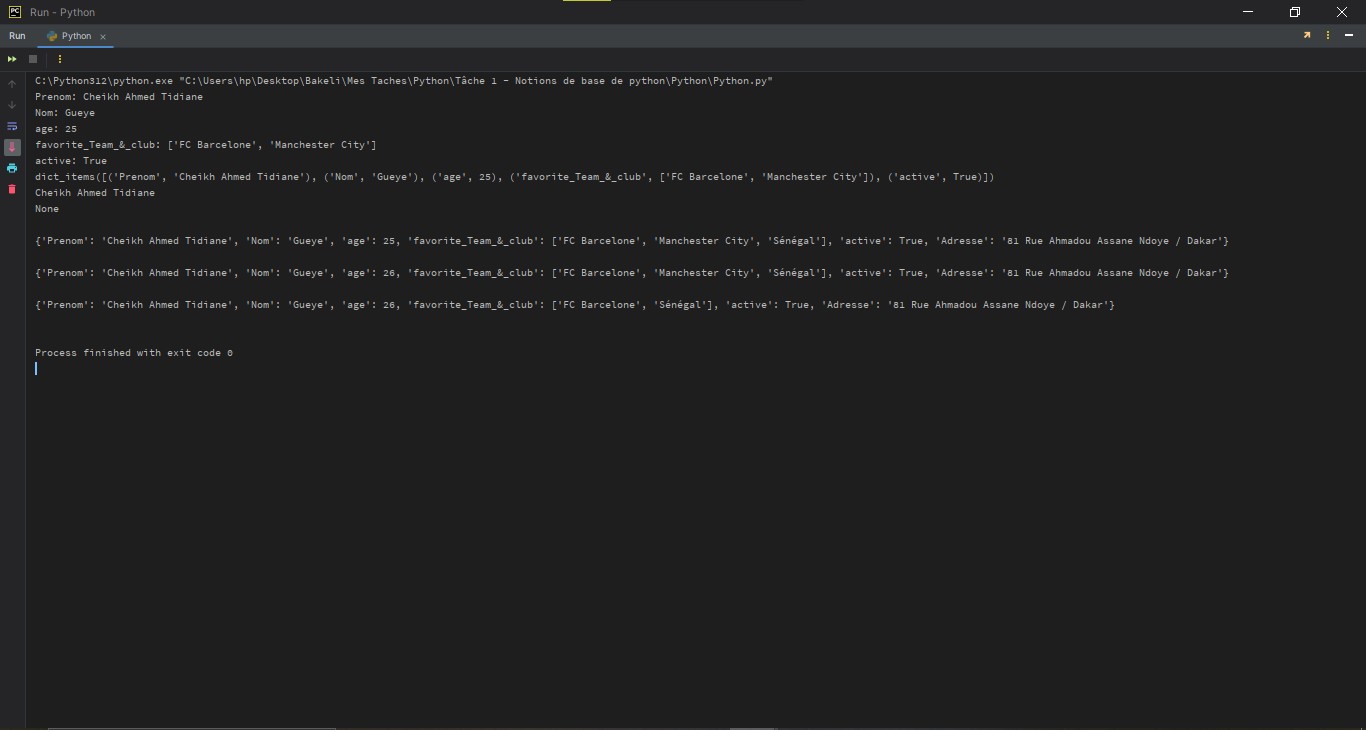 PC Run - Python
Run Python
C:\Python312\python.exe "C:\Users\hp\Desktop\Bakeli\Mes Taches\Python\Tâche 1 - Notions de base de python\Python\Python.py"
Prenom: Cheikh Ahmed Tidiane
Nom: Gueye
age: 25
favorite_Team_&_club: ['FC Barcelone', 'Manchester City']
active: True
dict_items([('Prenom', 'Cheikh Ahmed Tidiane'), ('Nom', 'Gueye'), ('age', 25), ('favorite_Team_&_club', ['FC Barcelone', 'Manchester City']), ('active', True)])
Cheikh Ahmed Tidiane
None
{'Prenom': 'Cheikh Ahmed Tidiane', 'Nom': 'Gueye', 'age': 25, 'favorite_Team_&_club': ['FC Barcelone', 'Manchester City', 'Sénégal'], 'active': True, 'Adresse': '81 Rue Ahmadou Assane Ndoye / Dakar'}
{'Prenom': 'Cheikh Ahmed Tidiane', 'Nom': 'Gueye', 'age': 26, 'favorite_Team_&_club': ['FC Barcelone', 'Manchester City', 'Sénégal'], 'active': True, 'Adresse': '81 Rue Ahmadou Assane Ndoye / Dakar'}
{'Prenom': 'Cheikh Ahmed Tidiane', 'Nom': 'Gueye', 'age': 26, 'favorite_Team_&_club': ['FC Barcelone', 'Sénégal'], 'active': True, 'Adresse': '81 Rue Ahmadou Assane Ndoye / Dakar'}
Process finished with exit code 0